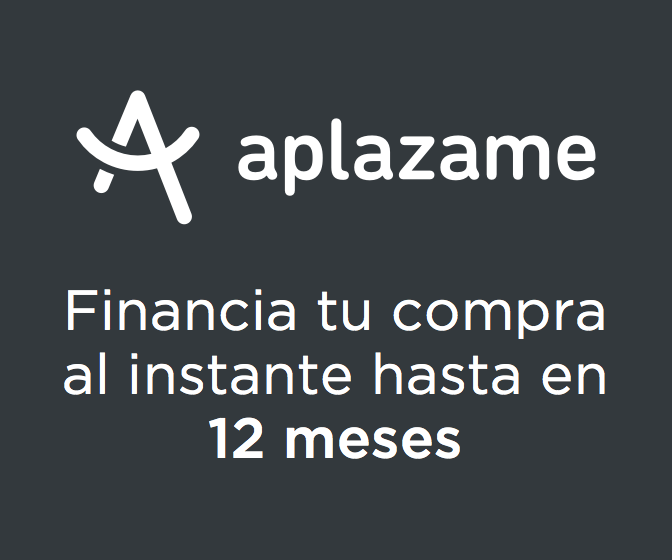 aplazame
Financia tu compra
al instante hasta en
12 meses